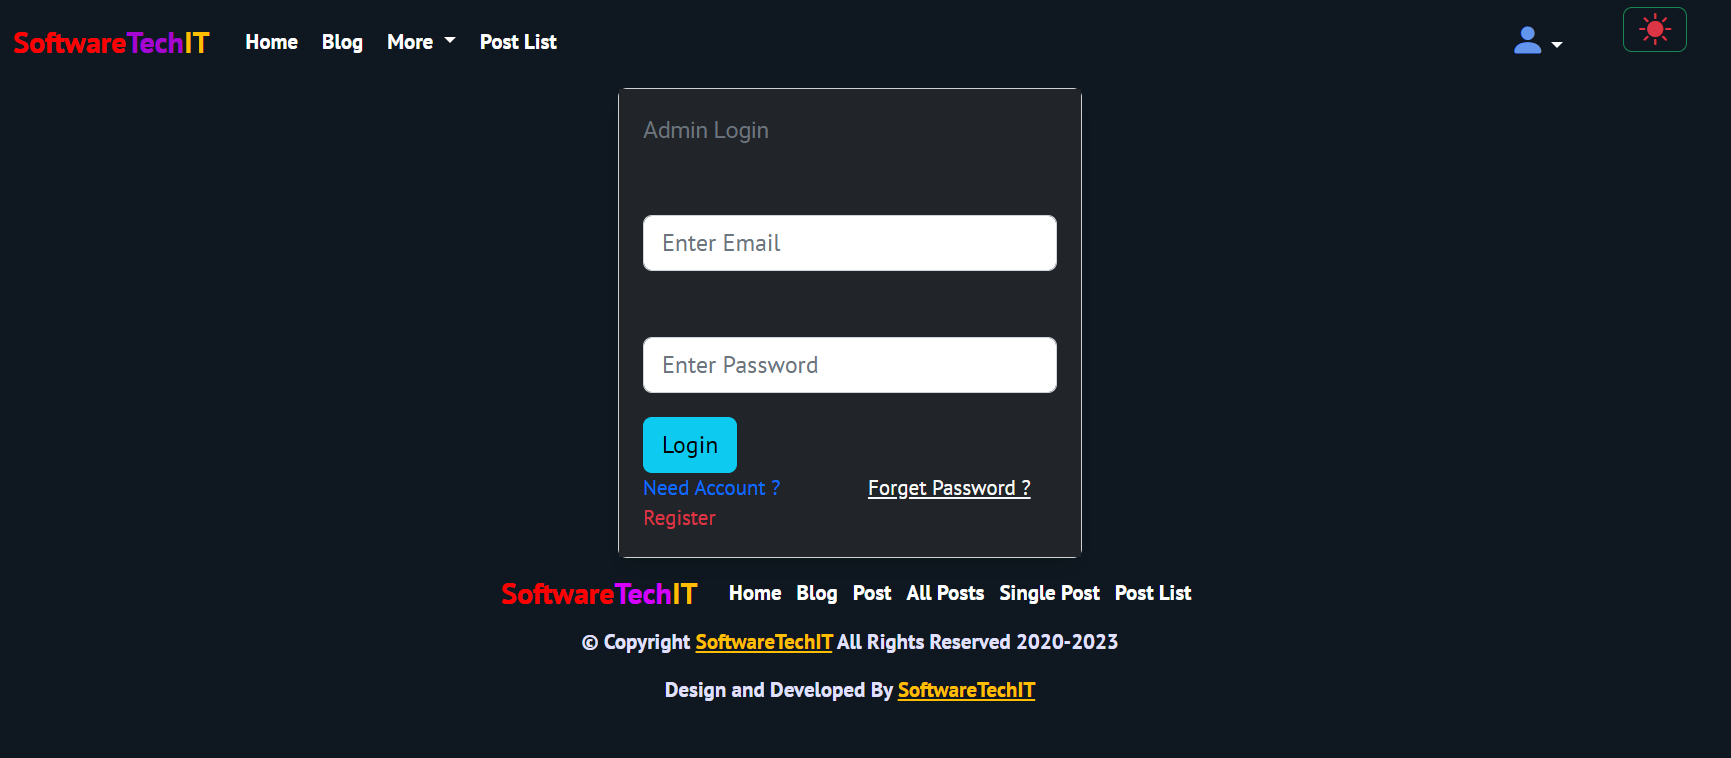 SoftwareTechIT Home Blog More Post List
Admin Login
Enter Email
Enter Password
Login
Need Account ? Forget Password ?
Register
SoftwareTechIT Home Blog Post All Posts Single Post Post List
© Copyright SoftwareTechIT All Rights Reserved 2020-2023
Design and Developed By SoftwareTechIT